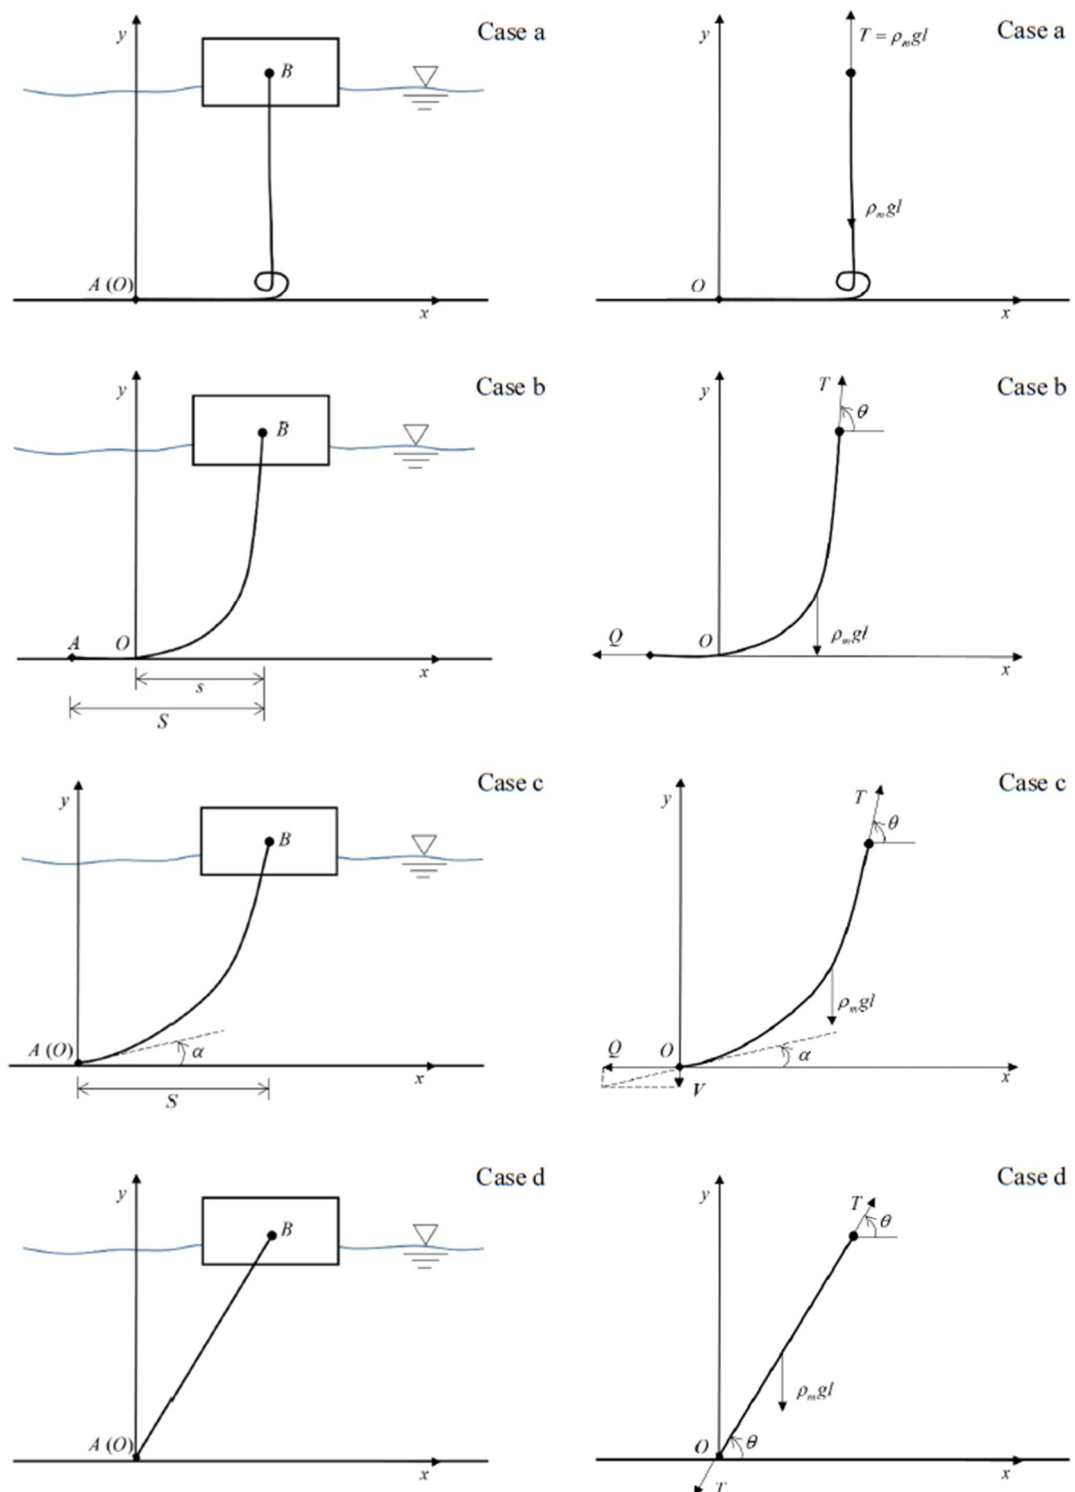 Case a
y
B
A (O)
x
Case a
y
T = ρₘgl
ρₘgl
O
x
Case b
y
B
A
O
x
s
S
Case b
y
T
θ
Q
O
ρₘgl
x
Case c
y
B
A (O)
α
x
S
Case c
y
T
θ
ρₘgl
Q
O
α
x
V
Case d
y
B
A (O)
x
Case d
y
T
θ
ρₘgl
O
θ
x
T